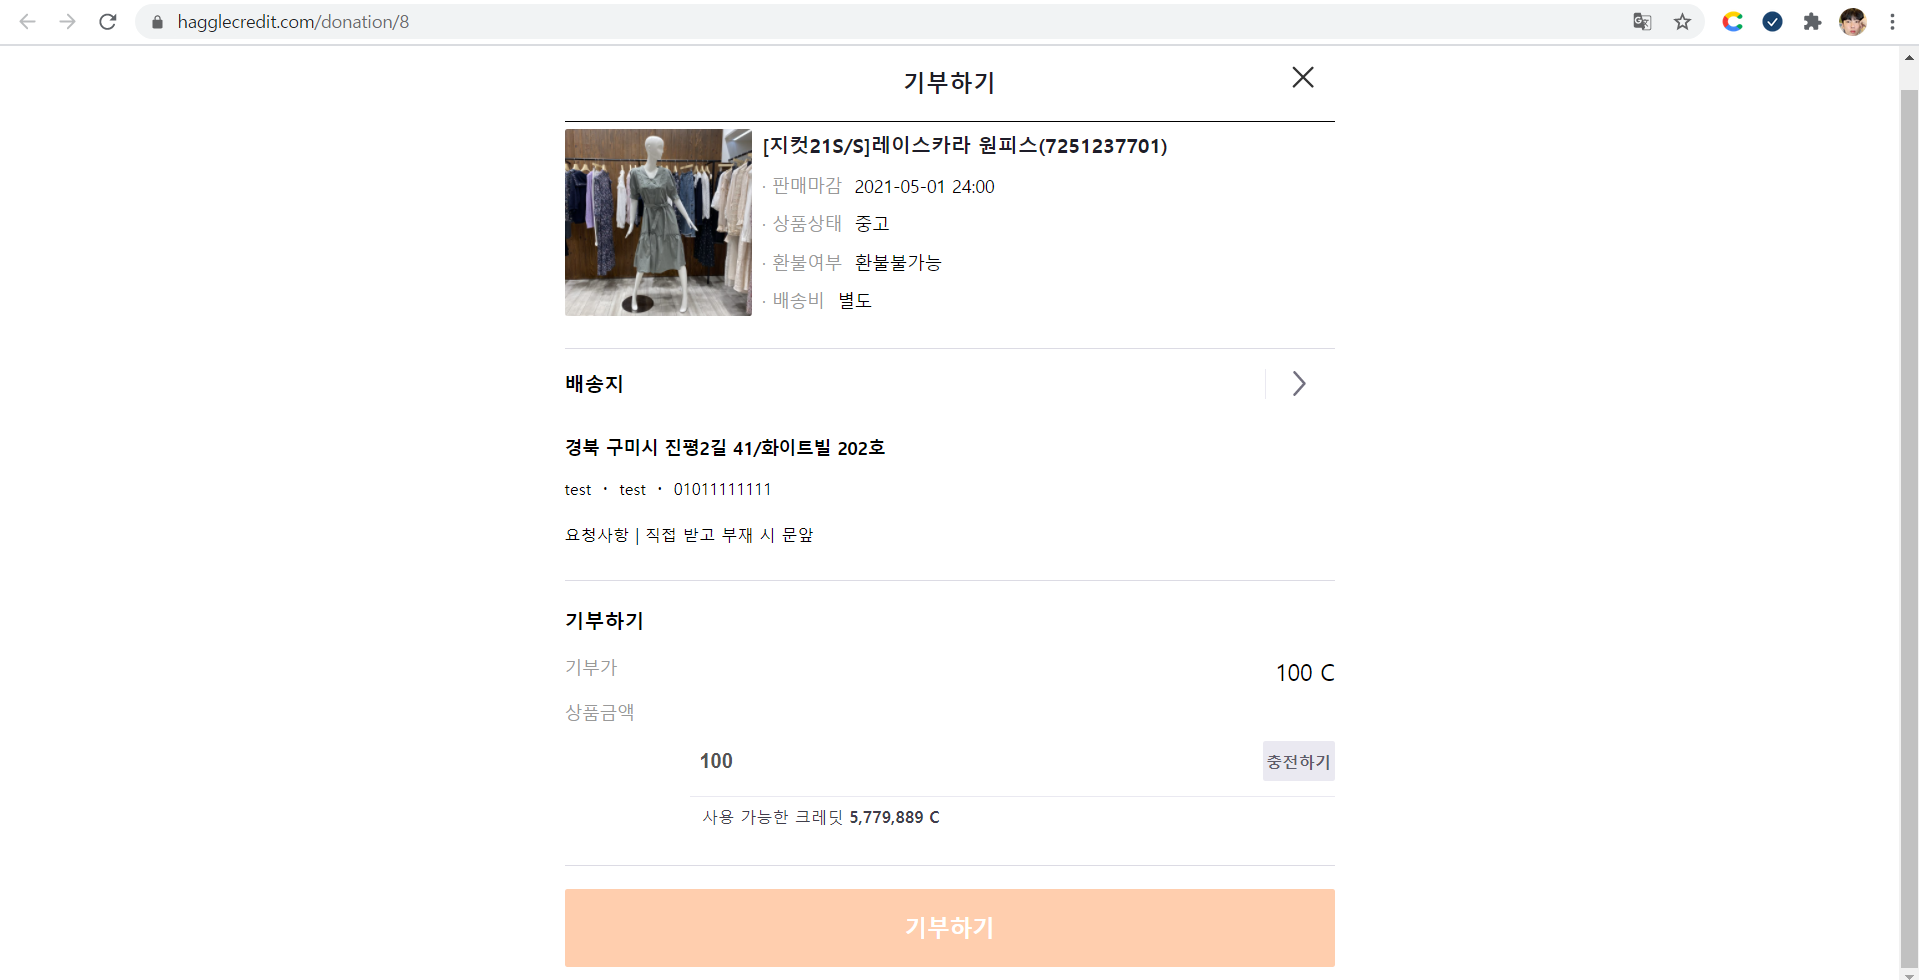 hagglecredit.com/donation/8
기부하기
[지컷21S/S]레이스카라 원피스(7251237701)
· 판매마감 2021-05-01 24:00
· 상품상태 중고
· 환불여부 환불불가능
· 배송비 별도
배송지
경북 구미시 진평2길 41/화이트빌 202호
test · test · 01011111111
요청사항 | 직접 받고 부재 시 문앞
기부하기
기부가 100 C
상품금액
100 충전하기
사용 가능한 크레딧 5,779,889 C
기부하기